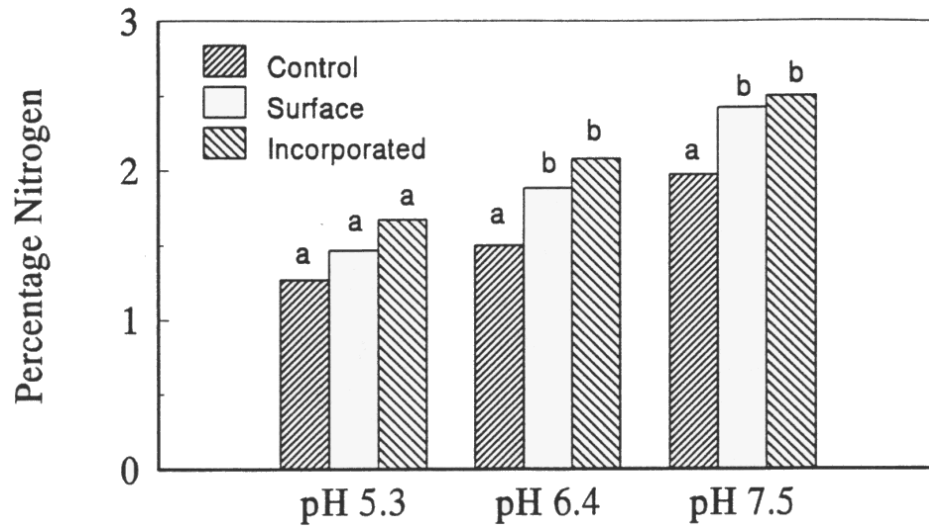 Percentage Nitrogen
3
2
1
0
Control
Surface
Incorporated
a a a
a b b
a b b
pH 5.3 pH 6.4 pH 7.5